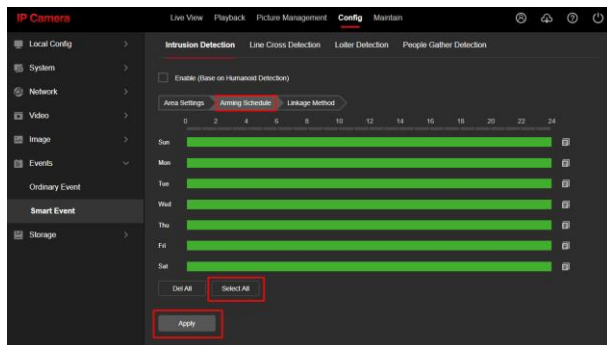 IP Camera Live View Playback Picture Management Config Maintain
Local Config
System
Network
Video
Image
Events
Ordinary Event
Smart Event
Storage
Intrusion Detection Line Cross Detection Loiter Detection People Gather Detection
Enable (Base on Humanoid Detection)
Area Settings Arming Schedule Linkage Method
0 2 4 6 8 10 12 14 16 18 20 22 24
Sun
Mon
Tue
Wed
Thu
Fri
Sat
Del All Select All
Apply